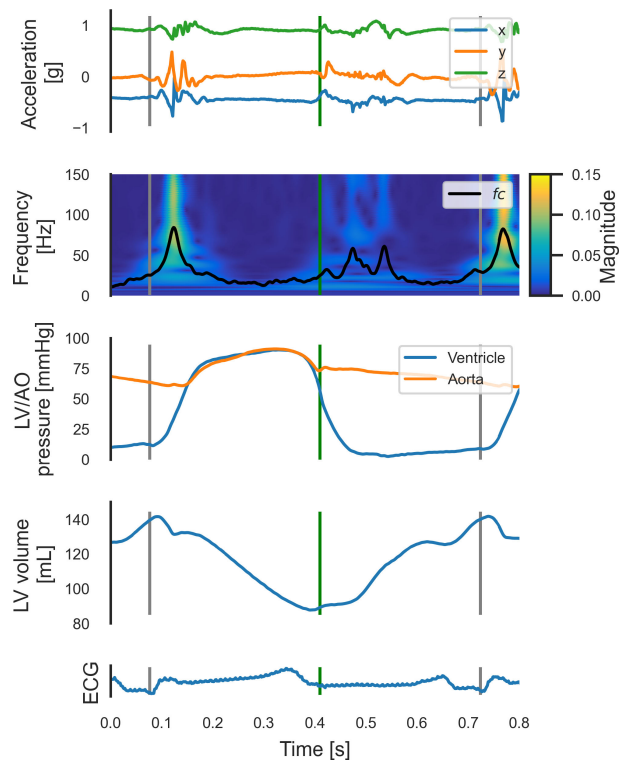 Acceleration
[g]
1
0
−1
x
y
z
Frequency
[Hz]
150
100
50
0
fc
0.15
0.10
0.05
0.00
Magnitude
LV/AO
pressure [mmHg]
100
75
50
25
0
Ventricle
Aorta
LV volume
[mL]
140
120
100
80
ECG
0.0 0.1 0.2 0.3 0.4 0.5 0.6 0.7 0.8
Time [s]